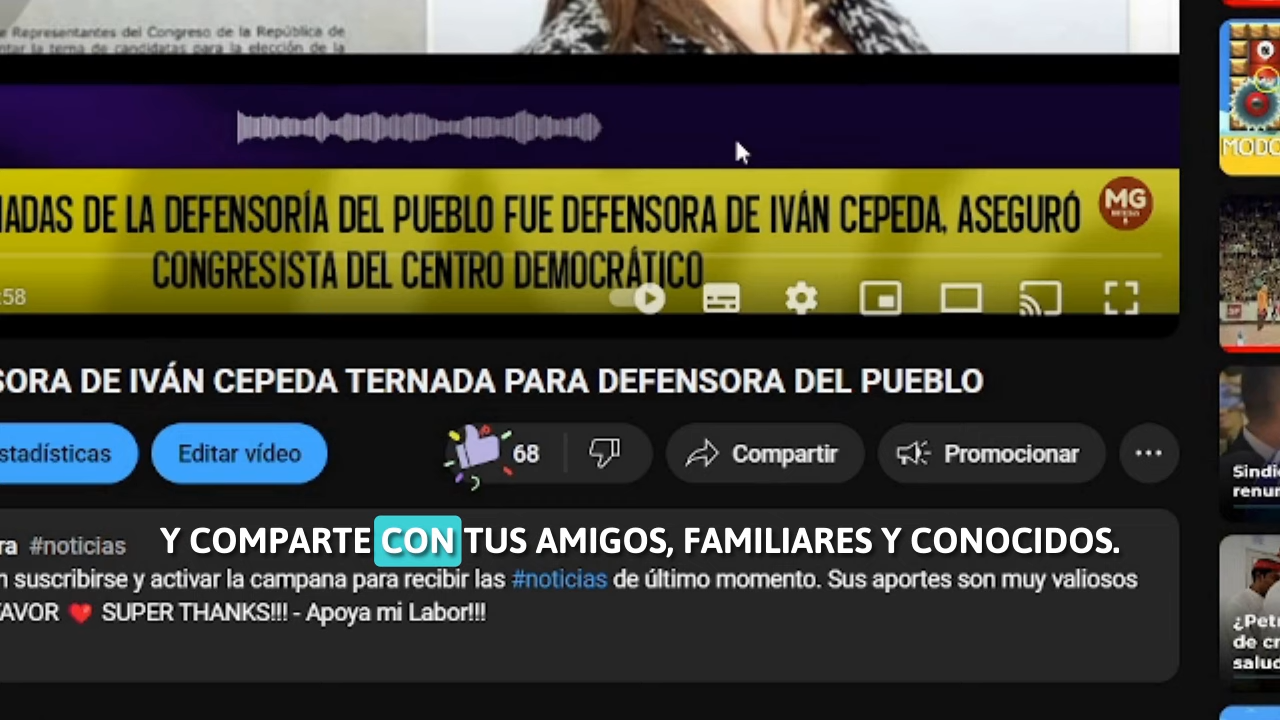 e Representantes del Congreso de la República de
ntar la terna de candidatas para la elección de la
MODO
NADAS DE LA DEFENSORÍA DEL PUEBLO FUE DEFENSORA DE IVÁN CEPEDA, ASEGURÓ
MG
CONGRESISTA DEL CENTRO DEMOCRÁTICO
:58
SORA DE IVÁN CEPEDA TERNADA PARA DEFENSORA DEL PUEBLO
stadísticas
Editar vídeo
68
Compartir
Promocionar
Sindi
renun
ra #noticias
Y COMPARTE CON TUS AMIGOS, FAMILIARES Y CONOCIDOS.
n suscribirse y activar la campana para recibir las #noticias de último momento. Sus aportes son muy valiosos
FAVOR ❤️ SUPER THANKS!!! - Apoya mi Labor!!!
¿Petr
de cr
salud